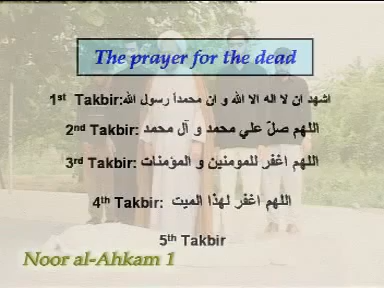 The prayer for the dead
1st Takbir: اشهد ان لا اله الا الله و ان محمدأ رسول الله
2nd Takbir: اللهم صلّ علي محمد و آل محمد
3rd Takbir: اللهم اغفر للمومنين و المؤمنات
4th Takbir: اللهم اغفر لهذا الميت
5th Takbir
Noor al-Ahkam 1